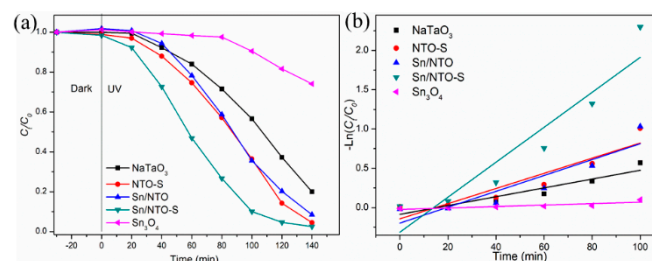 (a)
1.0
0.8
0.6
0.4
0.2
0.0
C_t/C_0
Dark
UV
NaTaO₃
NTO-S
Sn/NTO
Sn/NTO-S
Sn₃O₄
-20 0 20 40 60 80 100 120 140
Time (min)
(b)
-2.0
-1.5
-1.0
-0.5
0.0
-Ln(C_t/C_0)
NaTaO₃
NTO-S
Sn/NTO
Sn/NTO-S
Sn₃O₄
0 20 40 60 80 100
Time (min)